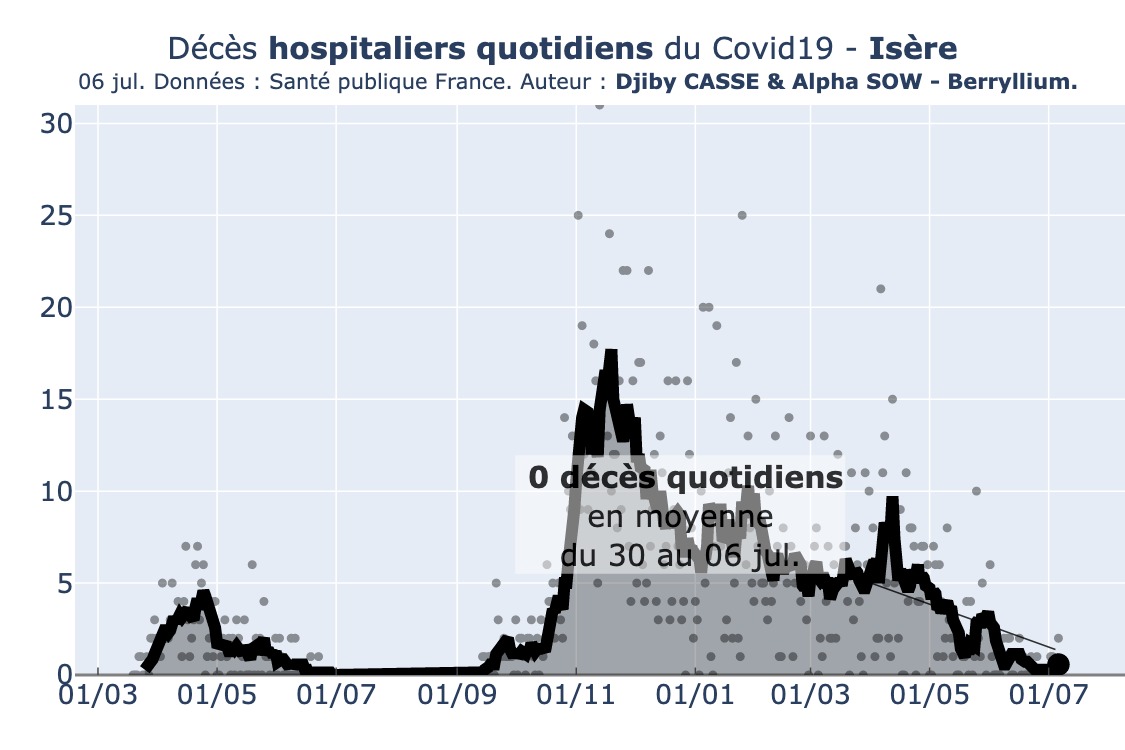 Décès hospitaliers quotidiens du Covid19 - Isère
06 jul. Données : Santé publique France. Auteur : Djiby CASSE & Alpha SOW - Berryllium.
30
25
20
15
10
5
0
0 décès quotidiens
en moyenne
du 30 au 06 jul.
01/03 01/05 01/07 01/09 01/11 01/01 01/03 01/05 01/07